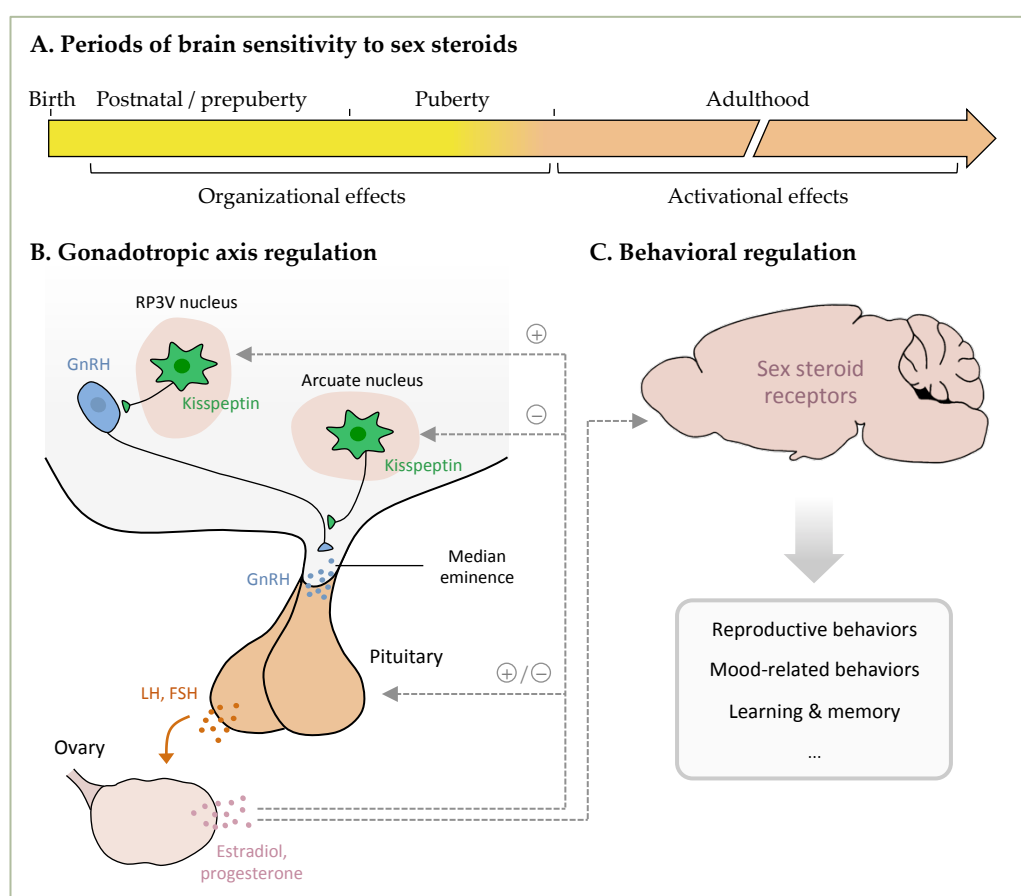 A. Periods of brain sensitivity to sex steroids
Birth Postnatal / prepuberty Puberty Adulthood
Organizational effects Activational effects
B. Gonadotropic axis regulation
RP3V nucleus
GnRH
Kisspeptin
Arcuate nucleus
Kisspeptin
+
−
GnRH
Median
eminence
Pituitary
+/−
LH, FSH
Ovary
Estradiol,
progesterone
C. Behavioral regulation
Sex steroid
receptors
Reproductive behaviors
Mood-related behaviors
Learning & memory
...